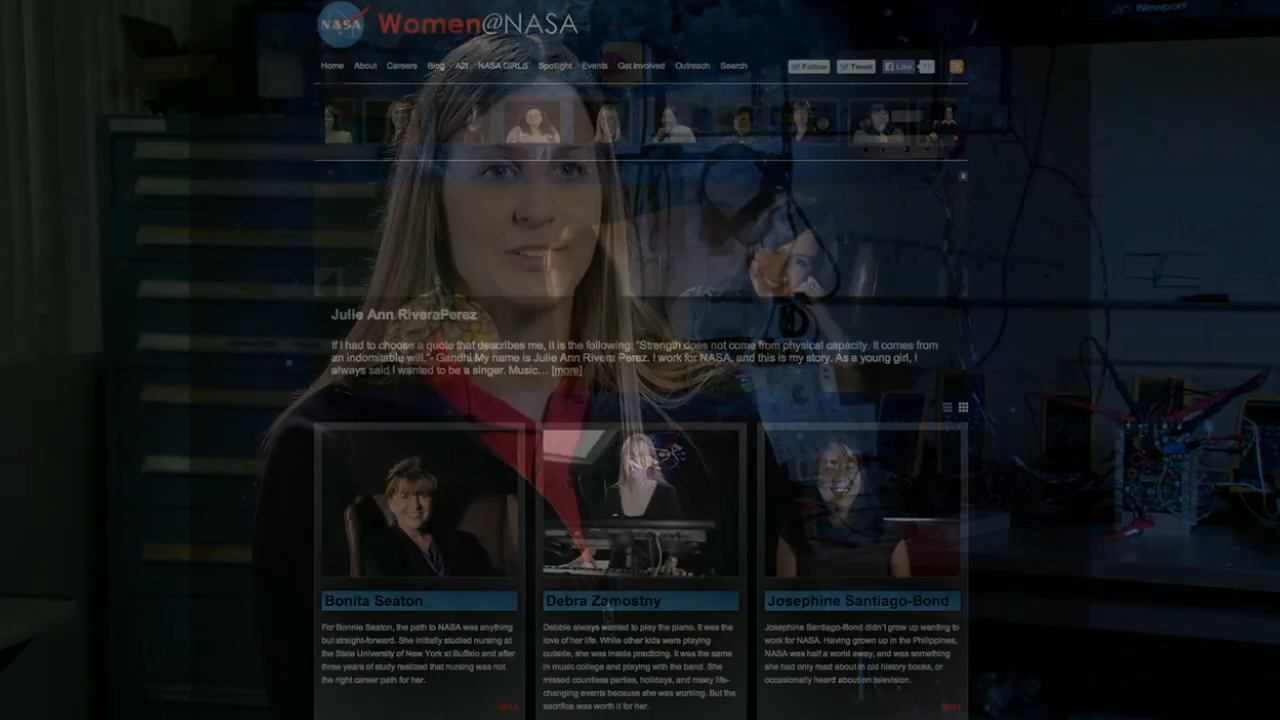 Newport
NASA
Women@NASA
Home About Careers Blog A2I NASA GIRLS Spotlight Events Get Involved Outreach Search
Follow Tweet Like 77
Julie Ann RiveraPerez
If I had to choose a quote that describes me, it is the following: "Strength does not come from physical capacity. It comes from
an indomitable will."- Gandhi My name is Julie Ann Rivera Perez. I work for NASA, and this is my story. As a young girl, I
always said I wanted to be a singer. Music... [more]
Bonita Seaton
For Bonnie Seaton, the path to NASA was anything
but straight-forward. She initially studied nursing at
the State University of New York at Buffalo and after
three years of study realized that nursing was not
the right career path for her.
Debra Zamostny
Debbie always wanted to play the piano. It was the
love of her life. While other kids were playing
outside, she was inside practicing. It was the same
in music college and playing with the band. She
missed countless parties, holidays, and many life-
changing events because she was working. But the
sacrifice was worth it for her.
Josephine Santiago-Bond
Josephine Santiago-Bond didn't grow up wanting to
work for NASA. Having grown up in the Philippines,
NASA was half a world away, and was something
she had only read about in old history books, or
occasionally heard about on television.